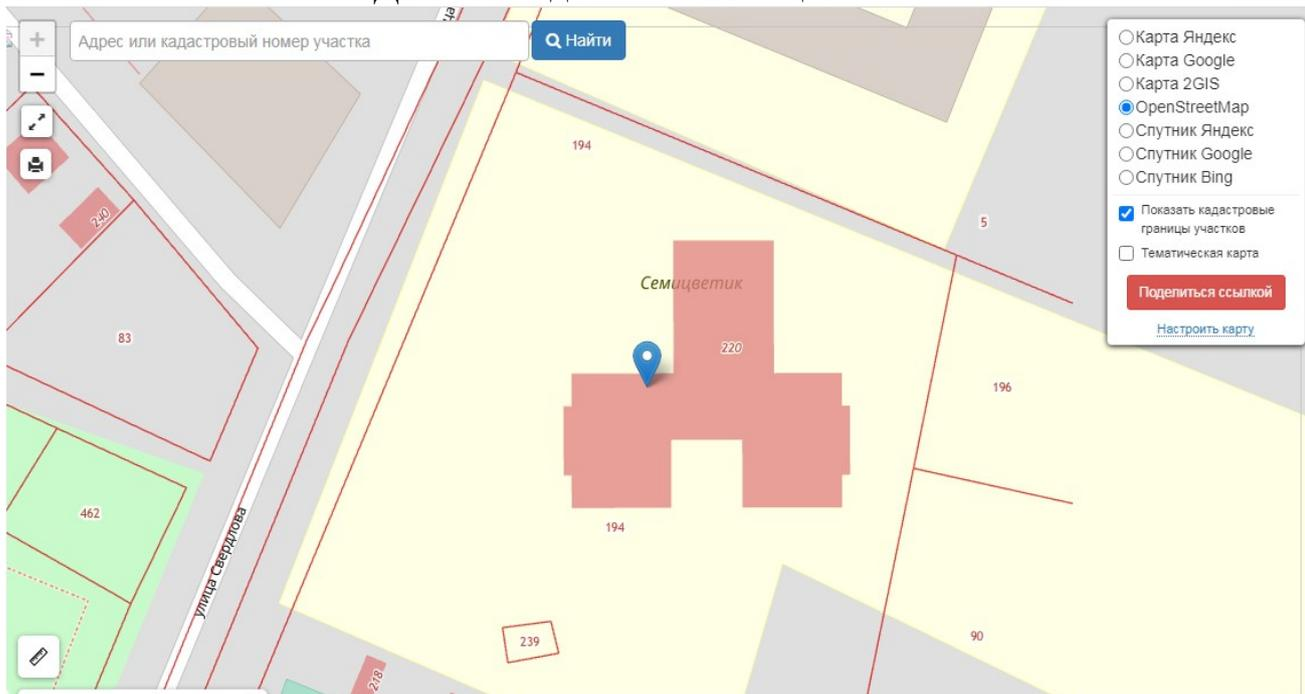 Адрес или кадастровый номер участка
Найти
Карта Яндекс
Карта Google
Карта 2GIS
OpenStreetMap
Спутник Яндекс
Спутник Google
Спутник Bing
Показать кадастровые
границы участков
Тематическая карта
Поделиться ссылкой
Настроить карту
194
5
240
Семицветик
220
83
196
462
194
улица Свердлова
239
90
218